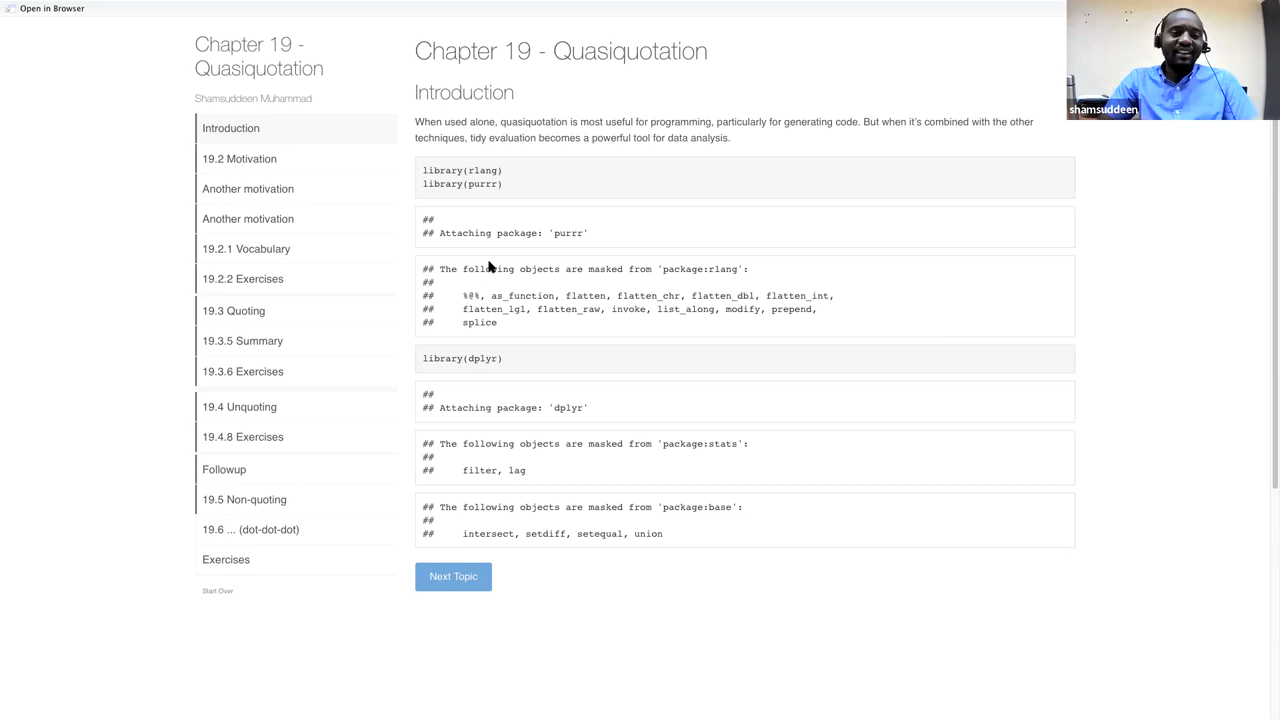 Open in Browser
Chapter 19 -
Quasiquotation
Shamsuddeen Muhammad
Introduction
19.2 Motivation
Another motivation
Another motivation
19.2.1 Vocabulary
19.2.2 Exercises
19.3 Quoting
19.3.5 Summary
19.3.6 Exercises
19.4 Unquoting
19.4.8 Exercises
Followup
19.5 Non-quoting
19.6 ... (dot-dot-dot)
Exercises
Start Over
Chapter 19 - Quasiquotation
Introduction
When used alone, quasiquotation is most useful for programming, particularly for generating code. But when it's combined with the other
techniques, tidy evaluation becomes a powerful tool for data analysis.
library(rlang)
library(purrr)
##
## Attaching package: 'purrr'
## The following objects are masked from 'package:rlang':
##
##     %@%, as_function, flatten, flatten_chr, flatten_dbl, flatten_int,
##     flatten_lgl, flatten_raw, invoke, list_along, modify, prepend,
##     splice
library(dplyr)
##
## Attaching package: 'dplyr'
## The following objects are masked from 'package:stats':
##
##     filter, lag
## The following objects are masked from 'package:base':
##
##     intersect, setdiff, setequal, union
Next Topic
shamsuddeen